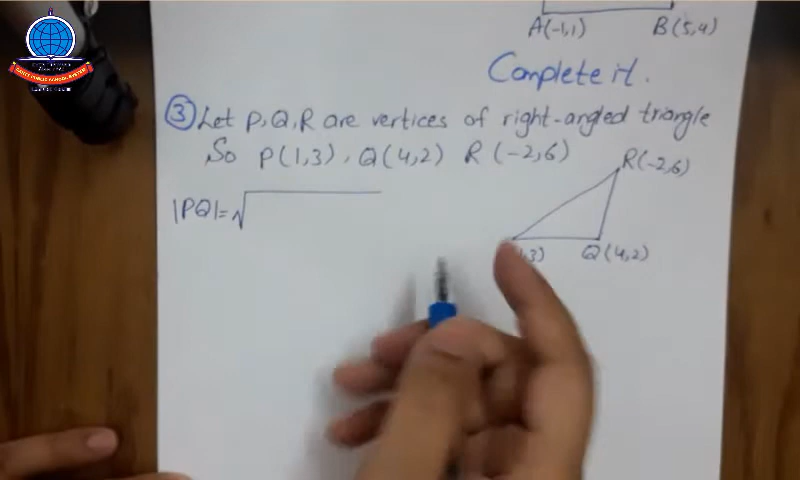 A(-1,1) B(5,4)
Complete it.
③ Let P,Q,R are vertices of right-angled triangle
So P(1,3), Q(4,2) R(-2,6)
R(-2,6)
|PQ|=√
,3) Q(4,2)